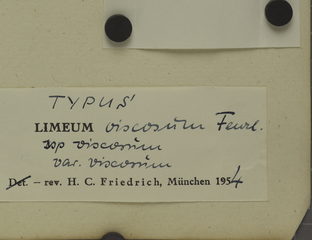 TYPUS
LIMEUM viscosum Fenzl.
ssp viscosum
var. viscosum
Det. – rev. H. C. Friedrich, München 1954